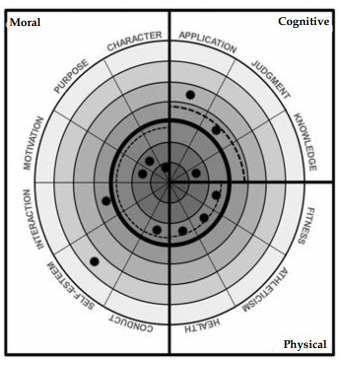 Moral
Cognitive
CHARACTER
APPLICATION
PURPOSE
JUDGMENT
MOTIVATION
KNOWLEDGE
INTERACTION
FITNESS
SELF-ESTEEM
ATHLETICISM
CONDUCT
HEALTH
Physical